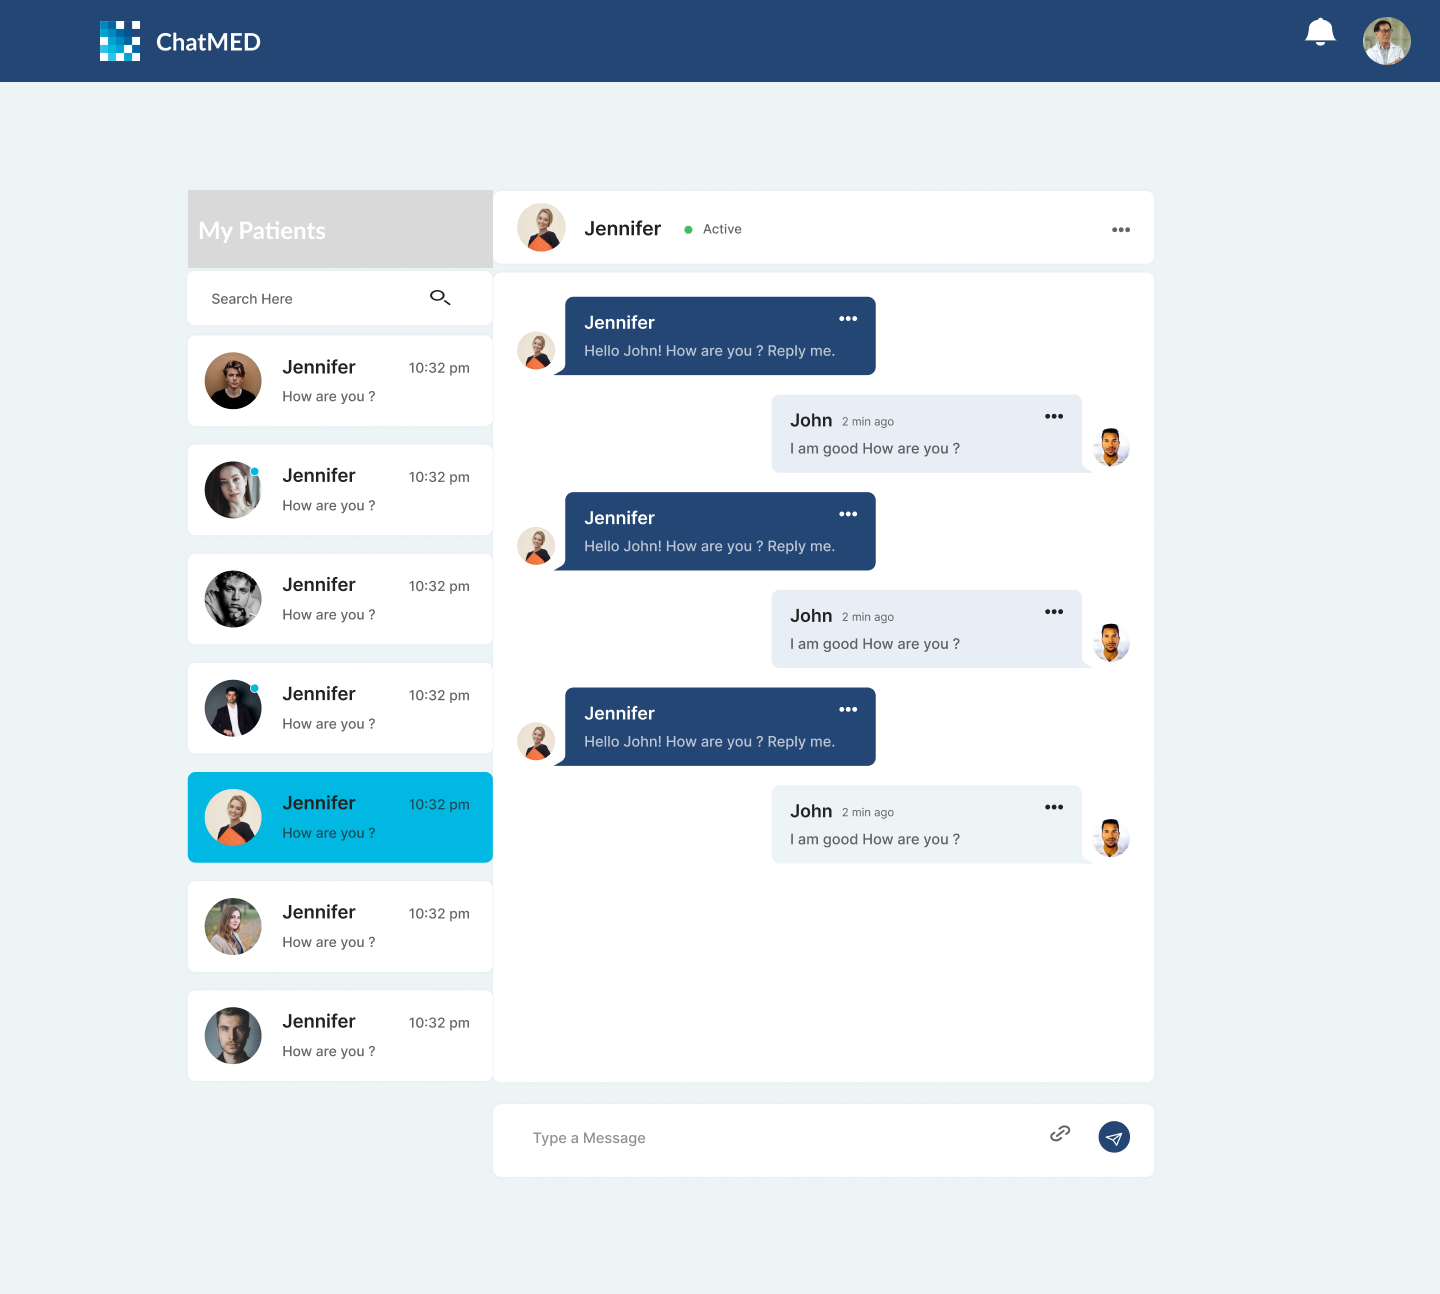 ChatMED
My Patients
Search Here
Jennifer 10:32 pm
How are you ?
Jennifer 10:32 pm
How are you ?
Jennifer 10:32 pm
How are you ?
Jennifer 10:32 pm
How are you ?
Jennifer 10:32 pm
How are you ?
Jennifer 10:32 pm
How are you ?
Jennifer 10:32 pm
How are you ?
Jennifer Active
Jennifer
Hello John! How are you ? Reply me.
John 2 min ago
I am good How are you ?
Jennifer
Hello John! How are you ? Reply me.
John 2 min ago
I am good How are you ?
Jennifer
Hello John! How are you ? Reply me.
John 2 min ago
I am good How are you ?
Type a Message